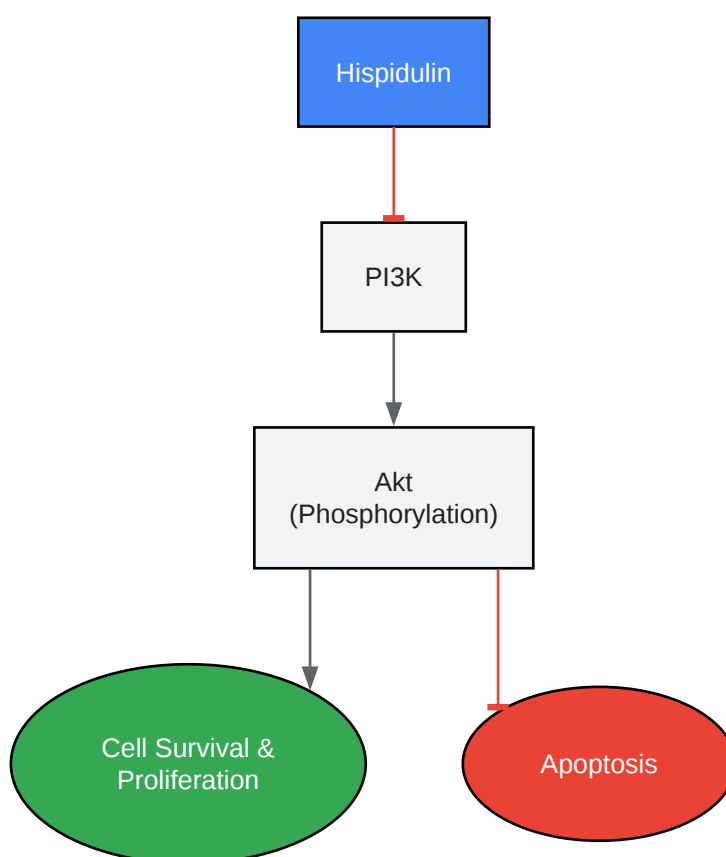 Hispidulin
PI3K
Akt
(Phosphorylation)
Cell Survival &
Proliferation
Apoptosis